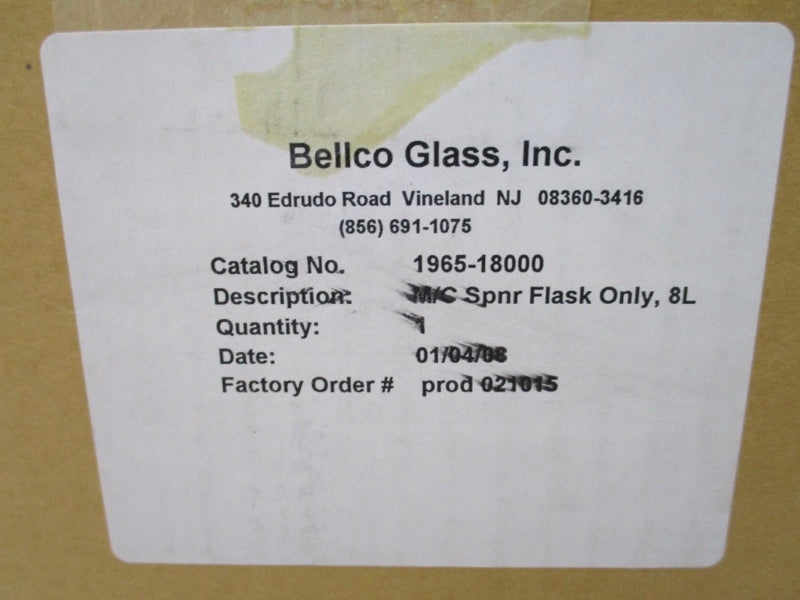 Bellco Glass, Inc.
340 Edrudo Road Vineland NJ 08360-3416
(856) 691-1075
Catalog No. 1965-18000
Description: M/C Spnr Flask Only, 8L
Quantity: 1
Date: 01/04/08
Factory Order # prod 021015